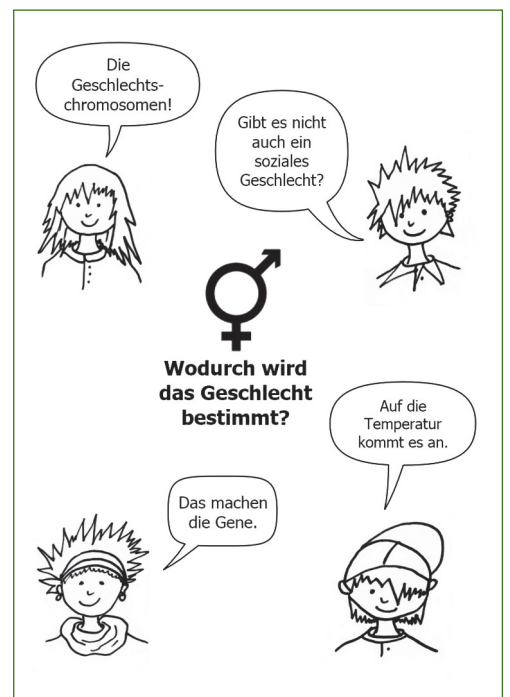 Die
Geschlechts-
chromosomen!
Gibt es nicht
auch ein
soziales
Geschlecht?
Wodurch wird
das Geschlecht
bestimmt?
Auf die
Temperatur
kommt es an.
Das machen
die Gene.